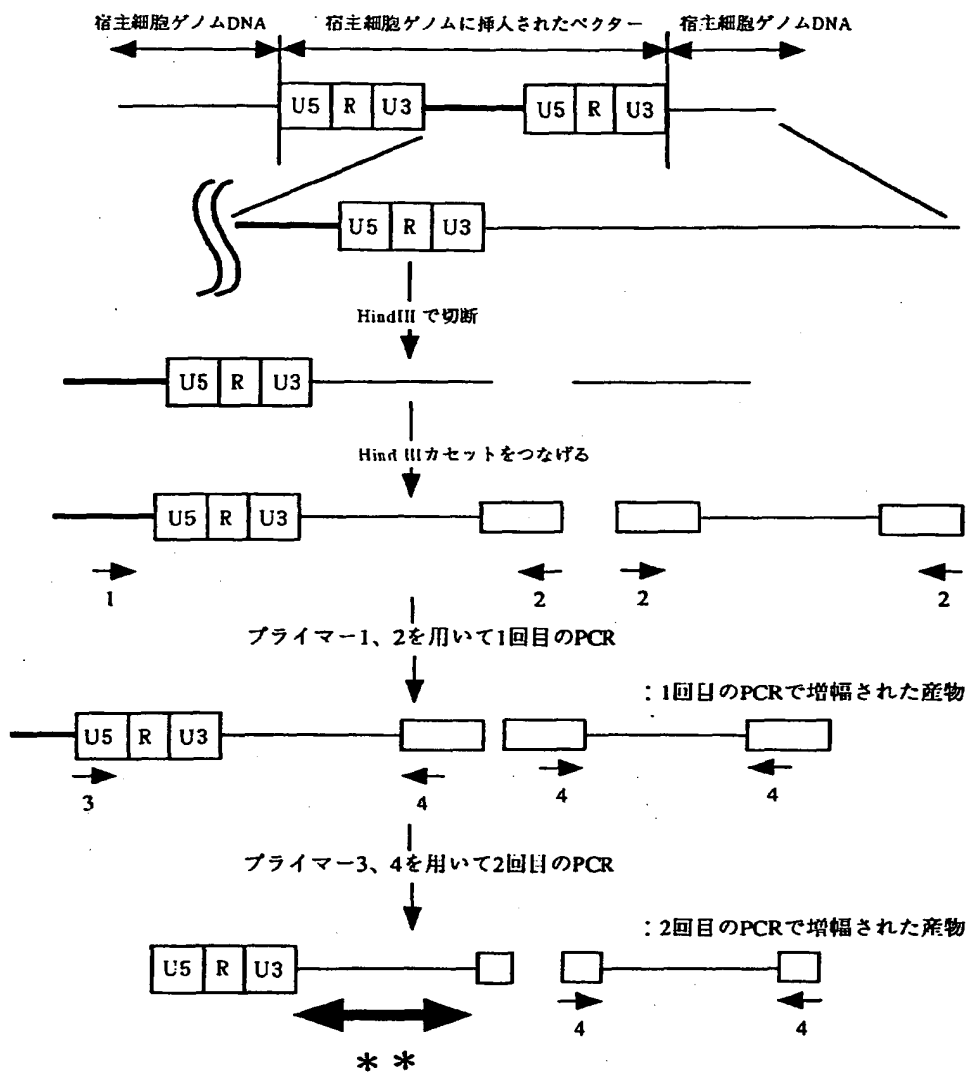 宿主細胞ゲノムDNA 宿主細胞ゲノムに挿入されたベクター 宿主細胞ゲノムDNA
U5 R U3 U5 R U3
U5 R U3
HindIII で切断
U5 R U3
Hind III カセットをつなげる
U5 R U3
1 2 2 2
プライマー1、2を用いて1回目のPCR
：1回目のPCRで増幅された産物
U5 R U3
3 4 4 4
プライマー3、4を用いて2回目のPCR
：2回目のPCRで増幅された産物
U5 R U3
4 4
＊＊